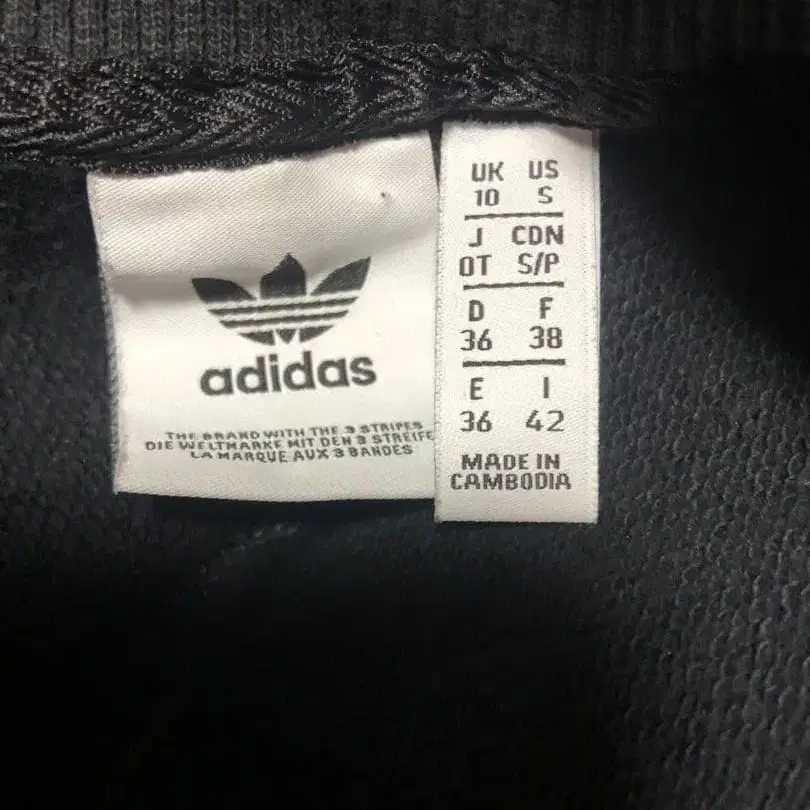 adidas
THE BRAND WITH THE 3 STRIPES
DIE WELTMARKE MIT DEN 3 STREIFE
LA MARQUE AUX 3 BANDES
UK US
10 S
J CDN
OT S/P
D F
36 38
E I
36 42
MADE IN
CAMBODIA